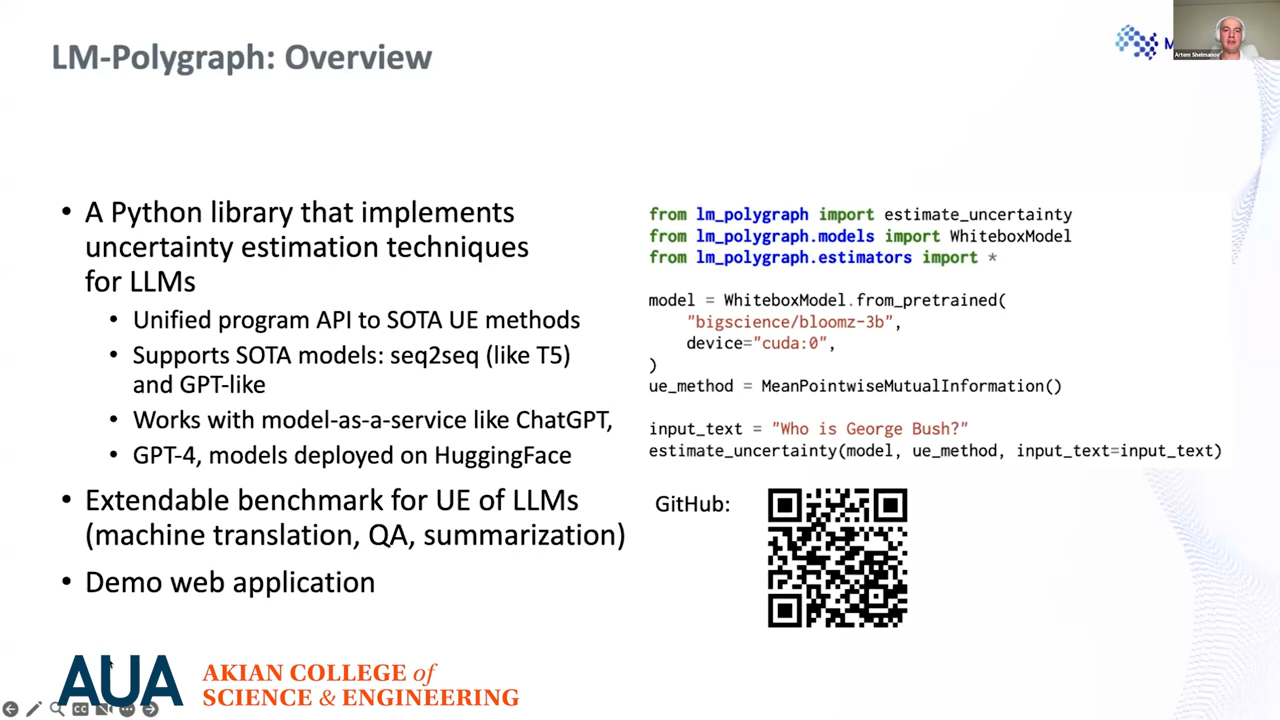 LM-Polygraph: Overview
M
Artem Shelmanov
• A Python library that implements
uncertainty estimation techniques
for LLMs
• Unified program API to SOTA UE methods
• Supports SOTA models: seq2seq (like T5)
and GPT-like
• Works with model-as-a-service like ChatGPT,
• GPT-4, models deployed on HuggingFace
• Extendable benchmark for UE of LLMs
(machine translation, QA, summarization)
• Demo web application
from lm_polygraph import estimate_uncertainty
from lm_polygraph.models import WhiteboxModel
from lm_polygraph.estimators import *
model = WhiteboxModel.from_pretrained(
"bigscience/bloomz-3b",
device="cuda:0",
)
ue_method = MeanPointwiseMutualInformation()
input_text = "Who is George Bush?"
estimate_uncertainty(model, ue_method, input_text=input_text)
GitHub:
AUA
AKIAN COLLEGE of
SCIENCE & ENGINEERING
CC